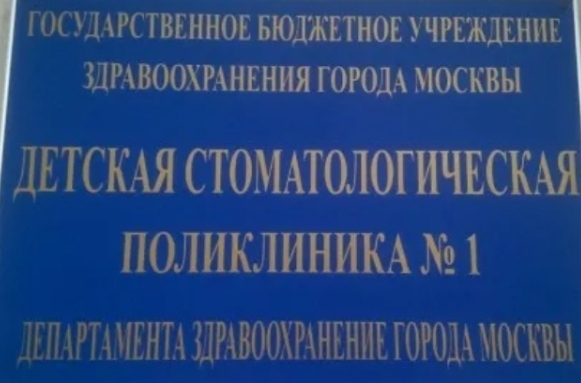 ГОСУДАРСТВЕННОЕ БЮДЖЕТНОЕ УЧРЕЖДЕНИЕ
ЗДРАВООХРАНЕНИЯ ГОРОДА МОСКВЫ
ДЕТСКАЯ СТОМАТОЛОГИЧЕСКАЯ
ПОЛИКЛИНИКА № 1
ДЕПАРТАМЕНТА ЗДРАВООХРАНЕНИЕ ГОРОДА МОСКВЫ